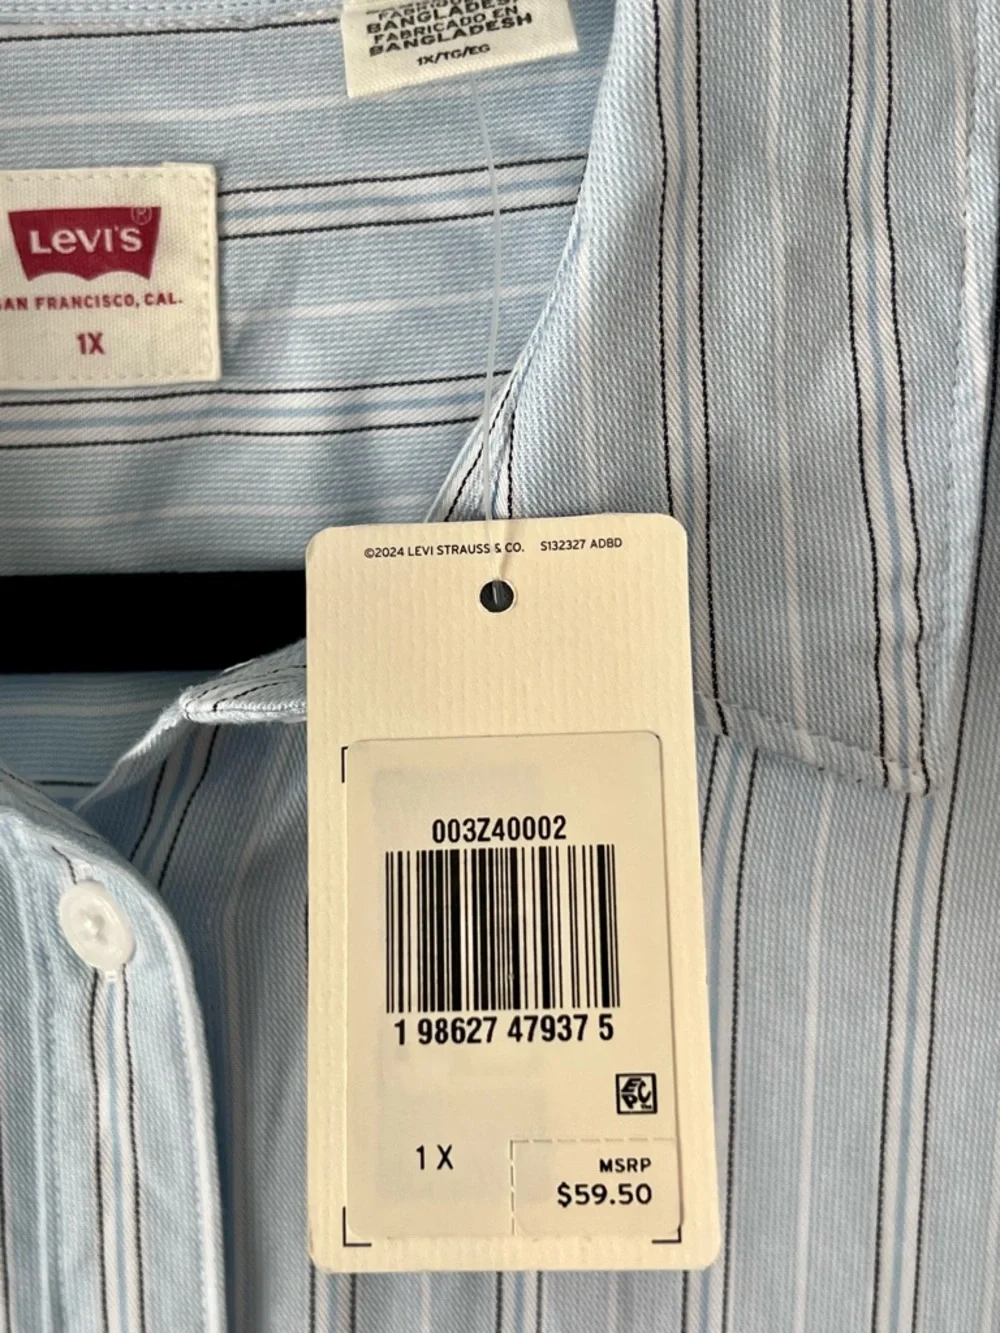 BANGLADESH
FABRICADO EN
BANGLADESH
1X/TG/EG
LEVI'S®
SAN FRANCISCO, CAL.
1X
©2024 LEVI STRAUSS & CO. S132327 ADBD
003Z40002
1 98627 47937 5
EPC
1 X
MSRP
$59.50